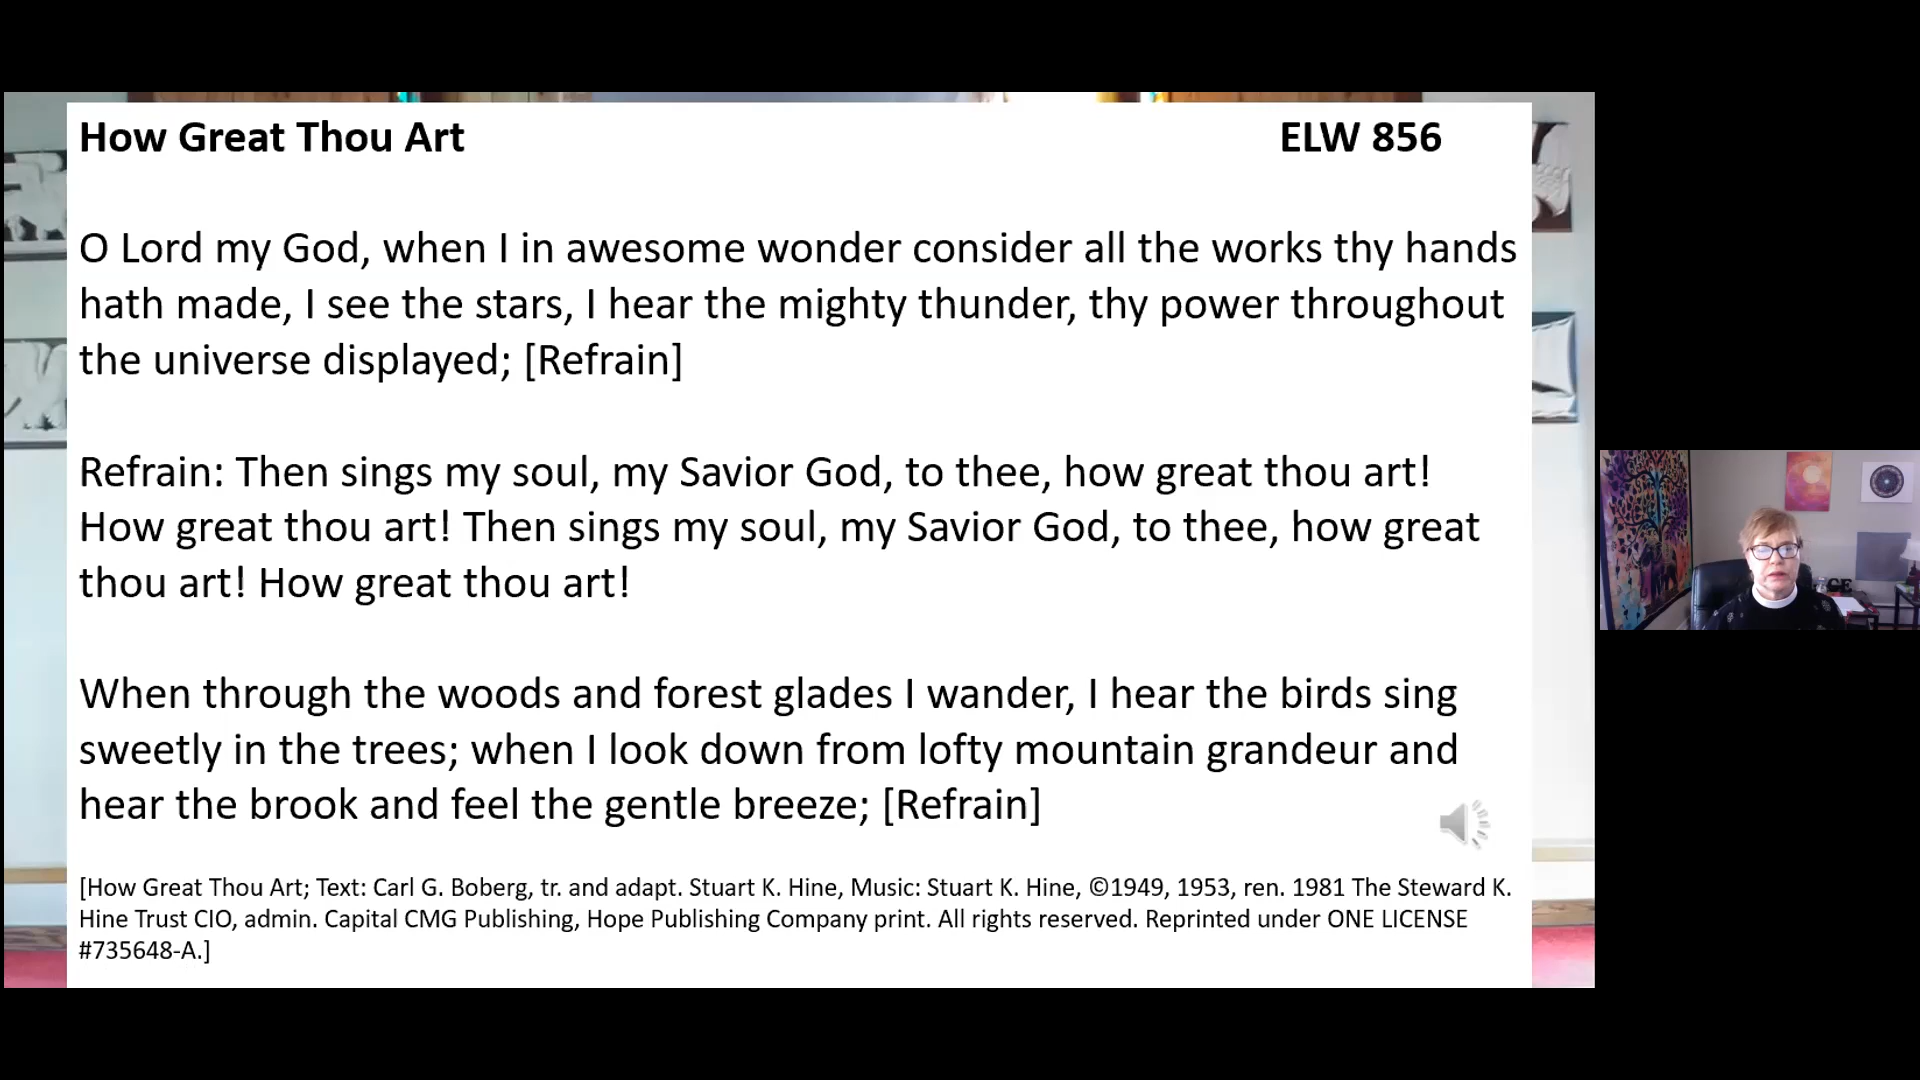 How Great Thou Art ELW 856
O Lord my God, when I in awesome wonder consider all the works thy hands
hath made, I see the stars, I hear the mighty thunder, thy power throughout
the universe displayed; [Refrain]
Refrain: Then sings my soul, my Savior God, to thee, how great thou art!
How great thou art! Then sings my soul, my Savior God, to thee, how great
thou art! How great thou art!
When through the woods and forest glades I wander, I hear the birds sing
sweetly in the trees; when I look down from lofty mountain grandeur and
hear the brook and feel the gentle breeze; [Refrain]
[How Great Thou Art; Text: Carl G. Boberg, tr. and adapt. Stuart K. Hine, Music: Stuart K. Hine, ©1949, 1953, ren. 1981 The Steward K.
Hine Trust CIO, admin. Capital CMG Publishing, Hope Publishing Company print. All rights reserved. Reprinted under ONE LICENSE
#735648-A.]